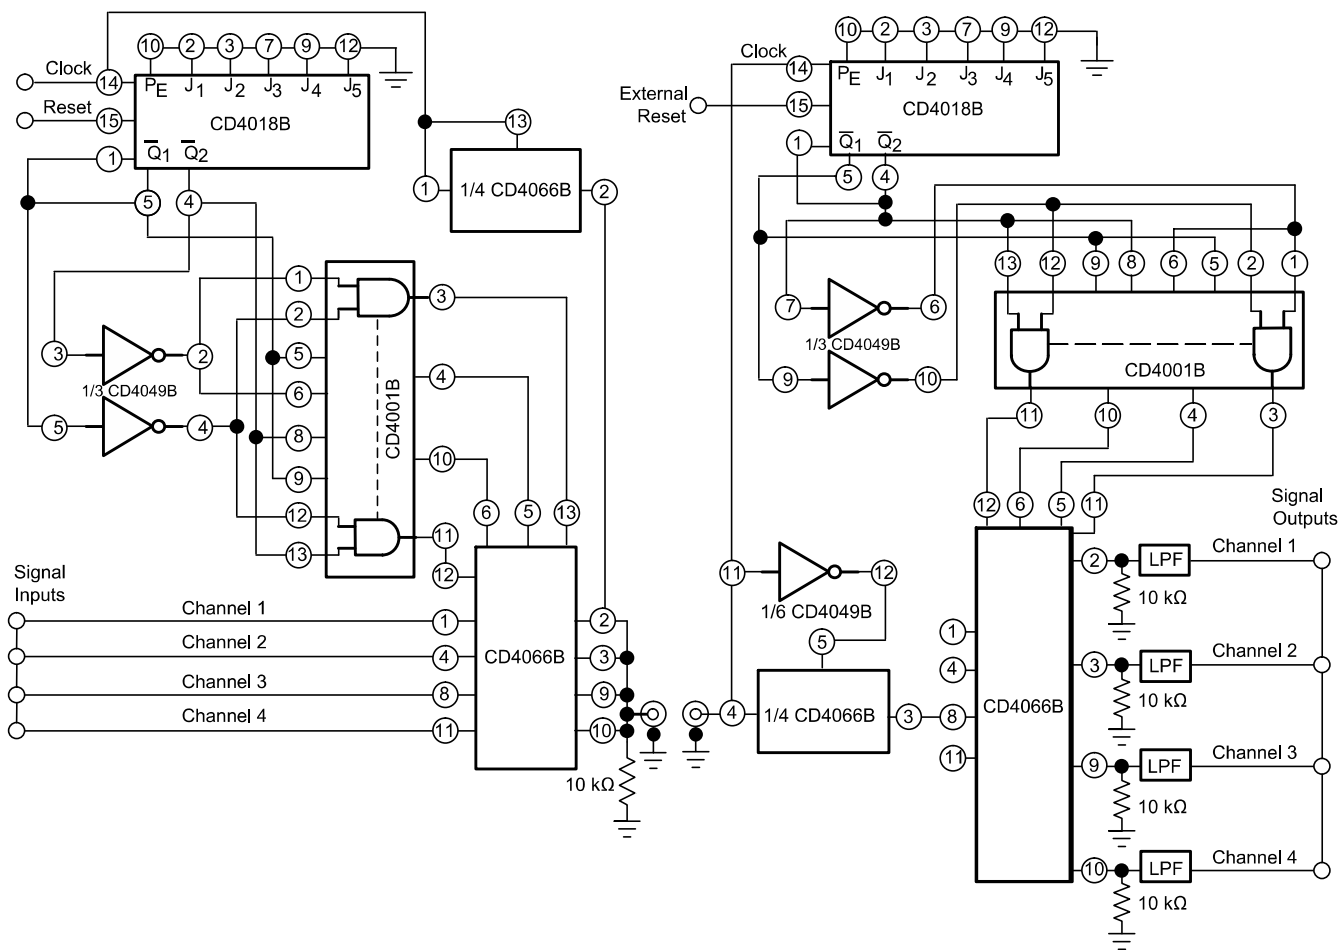 10 2 3 7 9 12
Clock 14
P E J1 J2 J3 J4 J5
Reset 15
CD4018B
1 Q̅1 Q̅2
5 4
13
1 1/4 CD4066B 2
1 3
2
3 2 5 4
1/3 CD4049B 6
CD4001B
5 4 8
10
9
12 6 5 13
11
13 12
Signal
Inputs
Channel 1 1 2
Channel 2 4 CD4066B 3
Channel 3 8 9
Channel 4 11 10
10 kΩ
10 2 3 7 9 12
Clock 14
PE J1 J2 J3 J4 J5
External
Reset 15
CD4018B
1 Q̅1 Q̅2
5 4
13 12 9 8 6 5 2 1
7 6
1/3 CD4049B
9 10
CD4001B
11 10 4 3
12 6 5 11
Signal
Outputs
11 12
1/6 CD4049B
5
4 1/4 CD4066B 3
1
4
8
11
CD4066B
2 LPF Channel 1
10 kΩ
3 LPF Channel 2
10 kΩ
9 LPF Channel 3
10 kΩ
10 LPF Channel 4
10 kΩ